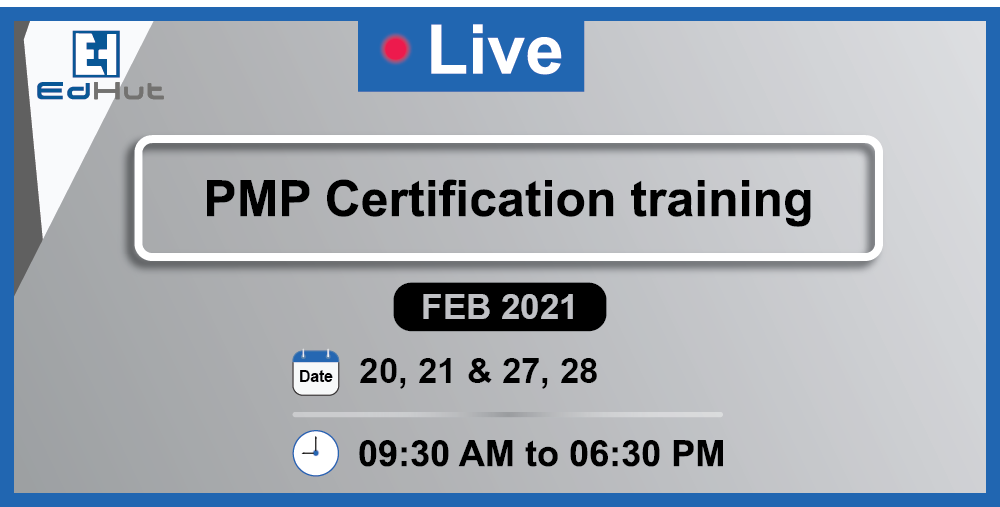 Live
EdHut
PMP Certification training
FEB 2021
Date 20, 21 & 27, 28
09:30 AM to 06:30 PM